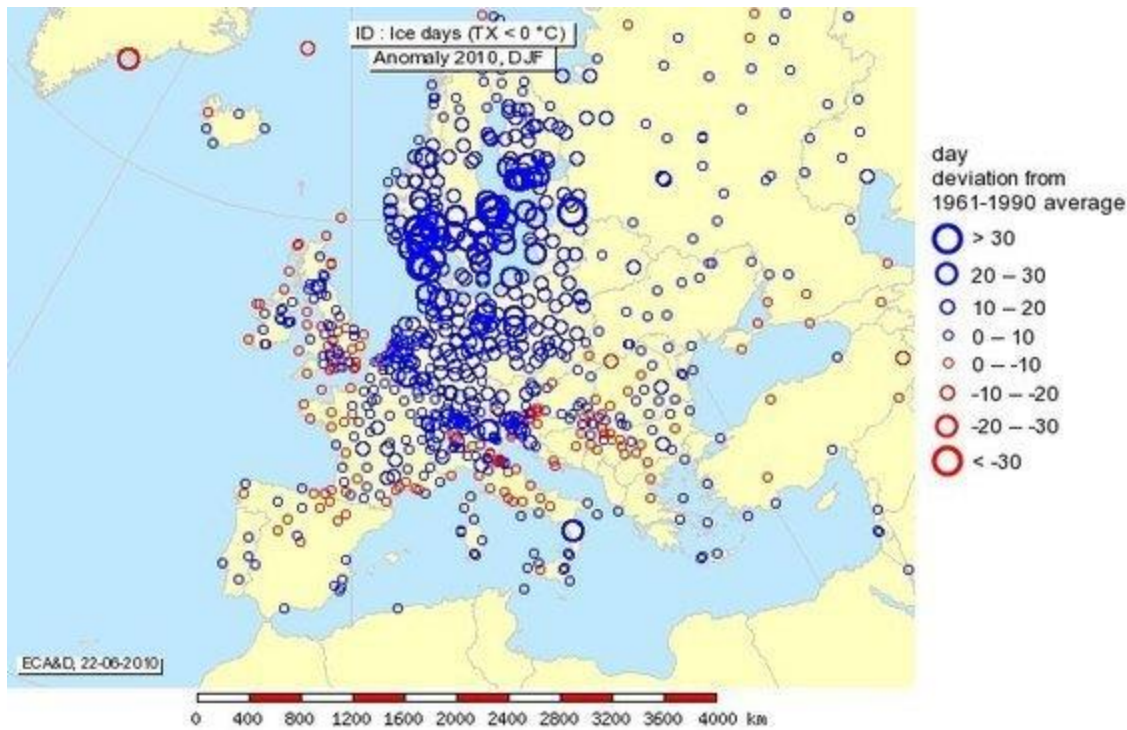 ID : Ice days (TX < 0 °C)
Anomaly 2010, DJF
day
deviation from
1961-1990 average
> 30
20 – 30
10 – 20
0 – 10
0 – -10
-10 – -20
-20 – -30
< -30
ECA&D, 22-06-2010
0 400 800 1200 1600 2000 2400 2800 3200 3600 4000 km